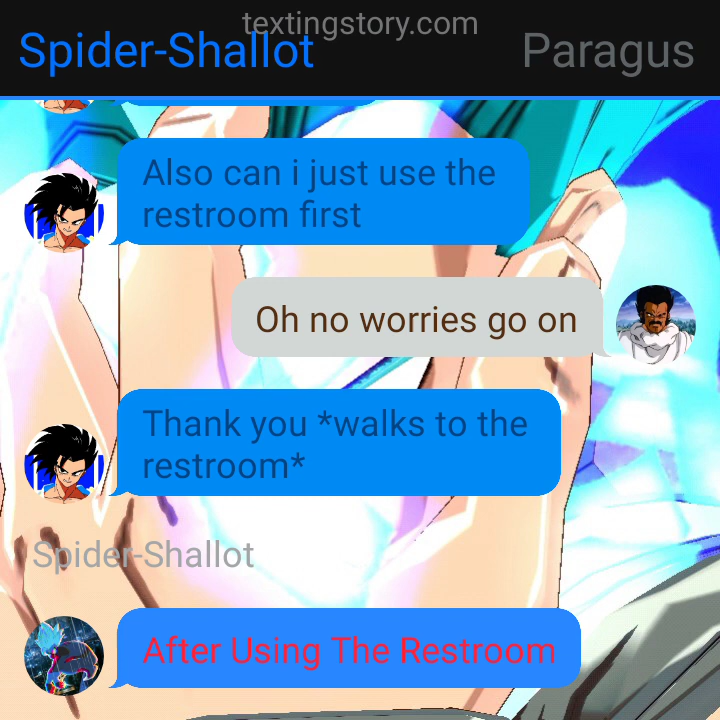 textingstory.com
Spider-Shallot
Paragus
Also can i just use the
restroom first
Oh no worries go on
Thank you *walks to the
restroom*
Spider-Shallot
After Using The Restroom